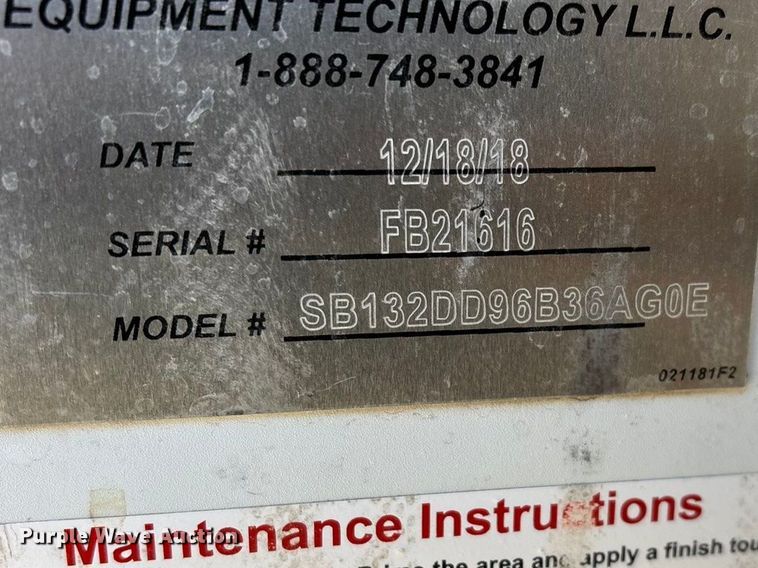 EQUIPMENT TECHNOLOGY L.L.C.
1-888-748-3841
DATE 12/18/18
SERIAL # FB21616
MODEL # SB132DD96B36AG0E
021181F2
Maintenance Instructions
the area and apply a finish tou
Purple Wave Auction